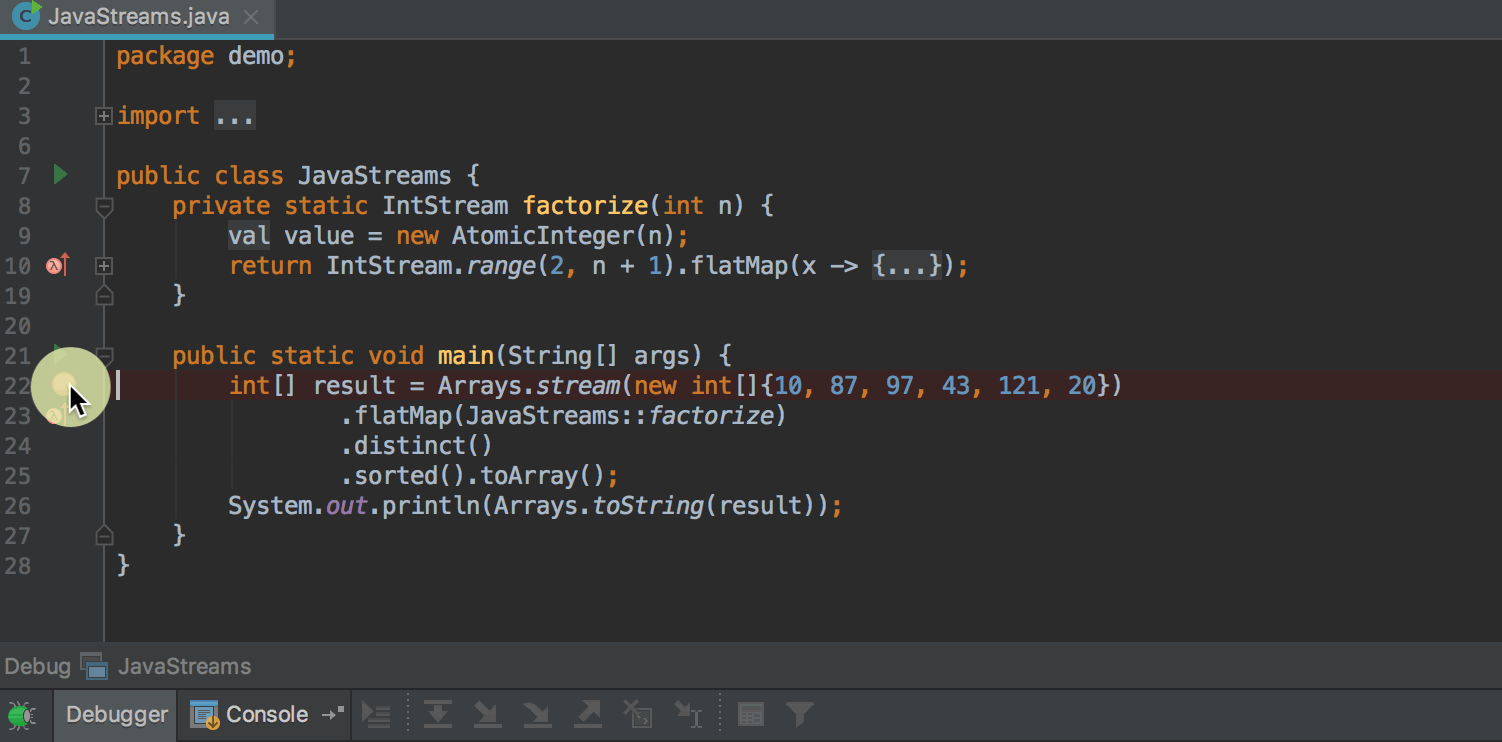 JavaStreams.java
1 package demo;
2
3 import ...
6
7 public class JavaStreams {
8 private static IntStream factorize(int n) {
9 val value = new AtomicInteger(n);
10 return IntStream.range(2, n + 1).flatMap(x -> {...});
19 }
20
21 public static void main(String[] args) {
22 int[] result = Arrays.stream(new int[]{10, 87, 97, 43, 121, 20})
23 .flatMap(JavaStreams::factorize)
24 .distinct()
25 .sorted().toArray();
26 System.out.println(Arrays.toString(result));
27 }
28 }
Debug JavaStreams
Debugger Console